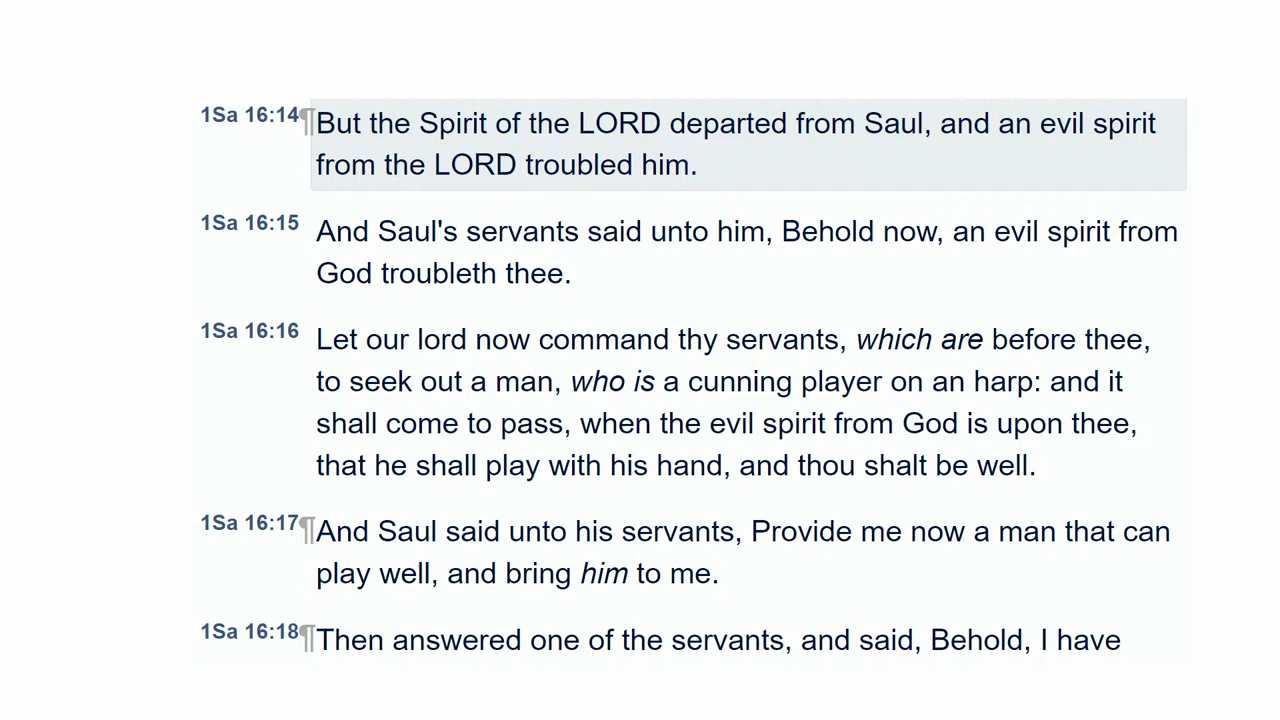 1Sa 16:14 ¶ But the Spirit of the LORD departed from Saul, and an evil spirit
from the LORD troubled him.
1Sa 16:15 And Saul's servants said unto him, Behold now, an evil spirit from
God troubleth thee.
1Sa 16:16 Let our lord now command thy servants, which are before thee,
to seek out a man, who is a cunning player on an harp: and it
shall come to pass, when the evil spirit from God is upon thee,
that he shall play with his hand, and thou shalt be well.
1Sa 16:17 ¶ And Saul said unto his servants, Provide me now a man that can
play well, and bring him to me.
1Sa 16:18 ¶ Then answered one of the servants, and said, Behold, I have